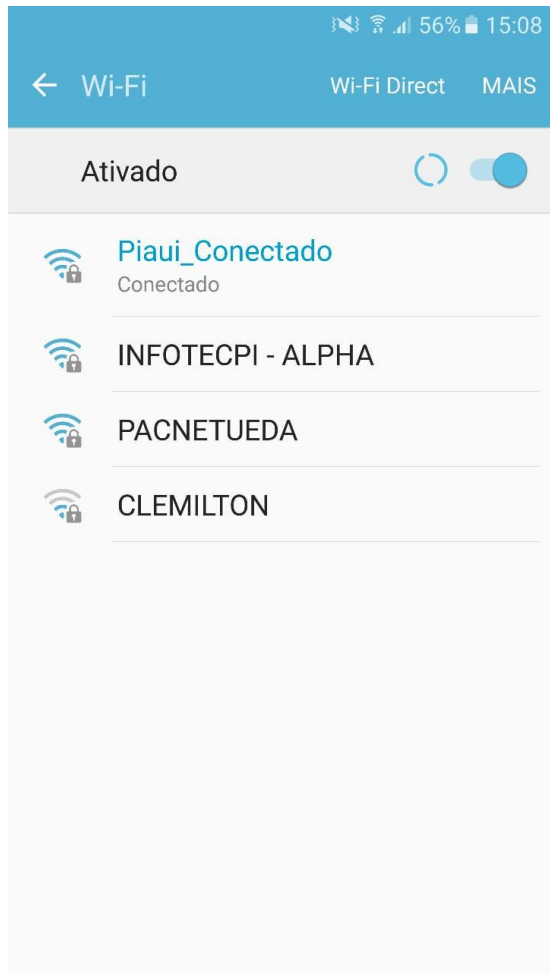 56% 15:08
Wi-Fi Wi-Fi Direct MAIS
Ativado
Piaui_Conectado
Conectado
INFOTECPI - ALPHA
PACNETUEDA
CLEMILTON